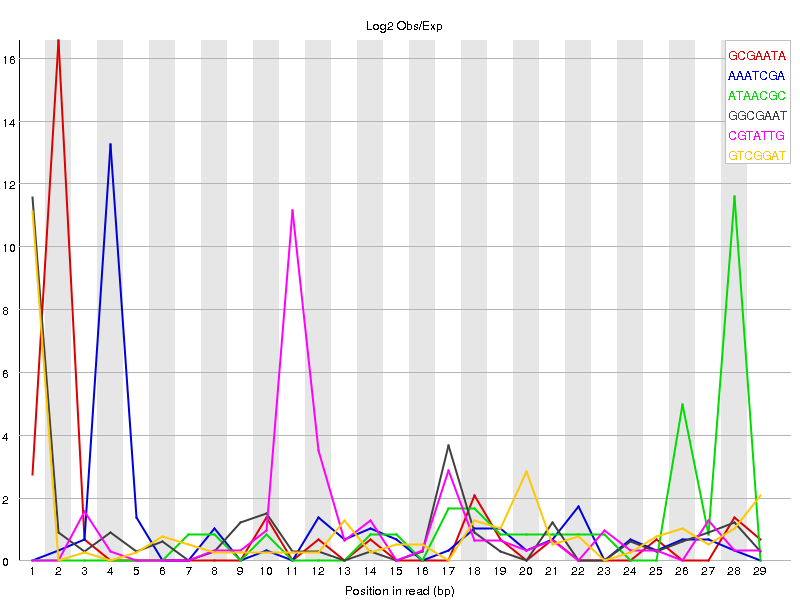 Log2 Obs/Exp
16
14
12
10
8
6
4
2
0
GCGAATA
AAATCGA
ATAACGC
GGCGAAT
CGTATTG
GTCGGAT
1 2 3 4 5 6 7 8 9 10 11 12 13 14 15 16 17 18 19 20 21 22 23 24 25 26 27 28 29
Position in read (bp)